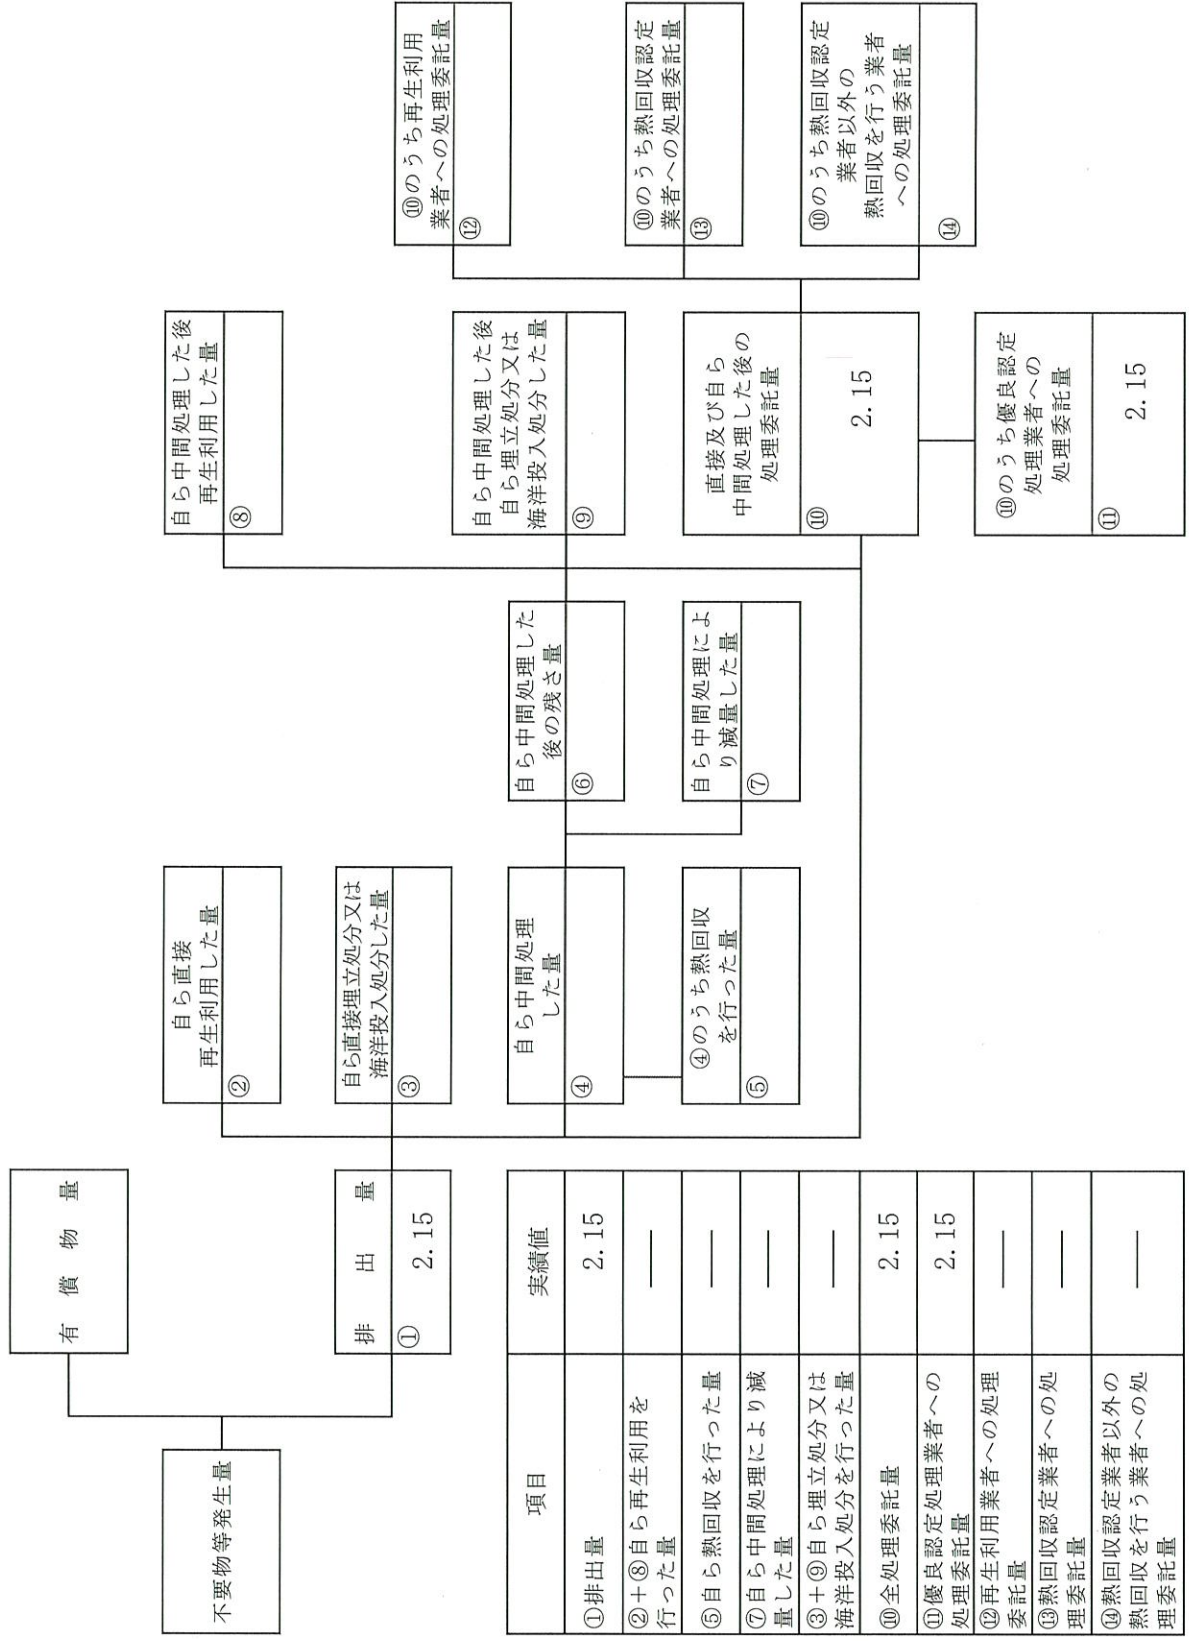 不要物等発生量
有償物量
排出量
①
2.15
自ら直接
再生利用した量
②
自ら直接埋立処分又は
海洋投入処分した量
③
自ら中間処理
した量
④
④のうち熱回収
を行った量
⑤
自ら中間処理した
後の残さ量
⑥
自ら中間処理によ
り減量した量
⑦
自ら中間処理した後
再生利用した量
⑧
自ら中間処理した後
自ら埋立処分又は
海洋投入処分した量
⑨
直接及び自ら
中間処理した後の
処理委託量
⑩
2.15
⑩のうち優良認定
処理業者への
処理委託量
⑪
2.15
⑩のうち再生利用
業者への処理委託量
⑫
⑩のうち熱回収認定
業者への処理委託量
⑬
⑩のうち熱回収認定
業者以外の
熱回収を行う業者
への処理委託量
⑭
項目 実績値
①排出量 2.15
②+⑧自ら再生利用を
行った量 ―
⑤自ら熱回収を行った量 ―
⑦自ら中間処理により減
量した量 ―
③+⑨自ら埋立処分又は
海洋投入処分を行った量 ―
⑩全処理委託量 2.15
⑪優良認定処理業者への
処理委託量 2.15
⑫再生利用業者への処理
委託量 ―
⑬熱回収認定業者への処
理委託量 ―
⑭熱回収認定業者以外の
熱回収を行う業者への処
理委託量 ―